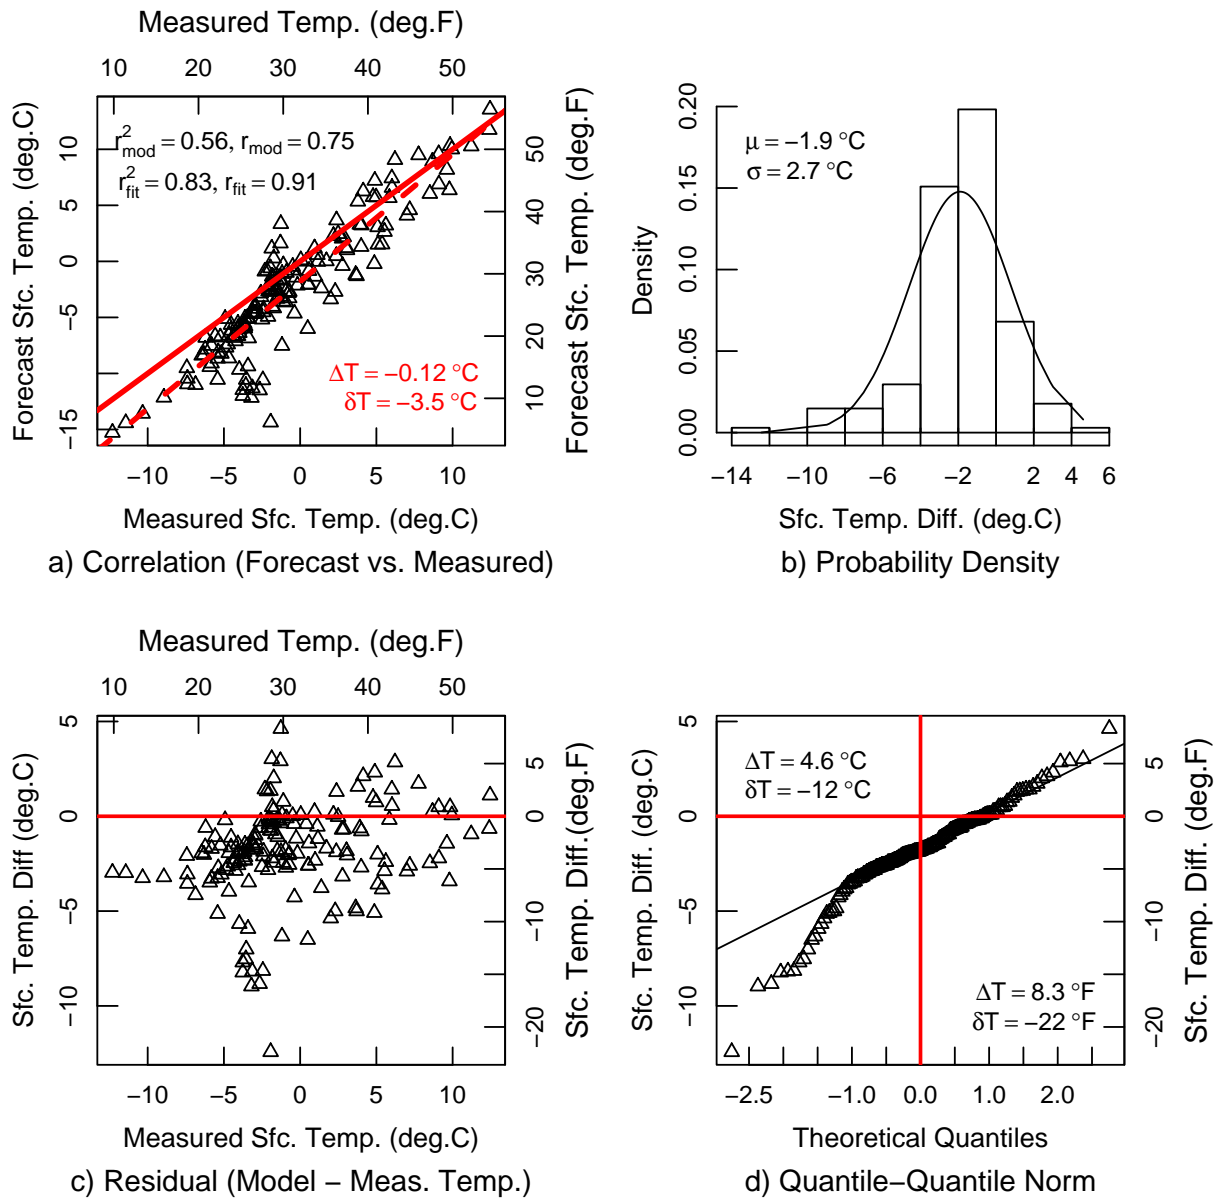 Measured Temp. (deg.F)
10 20 30 40 50
Forecast Sfc. Temp. (deg.C)
−15 −5 0 5 10
r²mod = 0.56, rmod = 0.75
r²fit = 0.83, rfit = 0.91
ΔT = −0.12 °C
δT = −3.5 °C
10 20 30 40 50
Forecast Sfc. Temp. (deg.F)
−10 −5 0 5 10
Measured Sfc. Temp. (deg.C)
a) Correlation (Forecast vs. Measured)
Density
0.00 0.05 0.10 0.15 0.20
μ = −1.9 °C
σ = 2.7 °C
−14 −10 −6 −2 2 4 6
Sfc. Temp. Diff. (deg.C)
b) Probability Density
Measured Temp. (deg.F)
10 20 30 40 50
Sfc. Temp. Diff (deg.C)
−10 −5 0 5
−20 −10 0 5
Sfc. Temp. Diff.(deg.F)
−10 −5 0 5 10
Measured Sfc. Temp. (deg.C)
c) Residual (Model − Meas. Temp.)
Sfc. Temp. Diff. (deg.C)
−10 −5 0 5
ΔT = 4.6 °C
δT = −12 °C
ΔT = 8.3 °F
δT = −22 °F
−20 −10 0 5
Sfc. Temp. Diff. (deg.F)
−2.5 −1.0 0.0 1.0 2.0
Theoretical Quantiles
d) Quantile−Quantile Norm